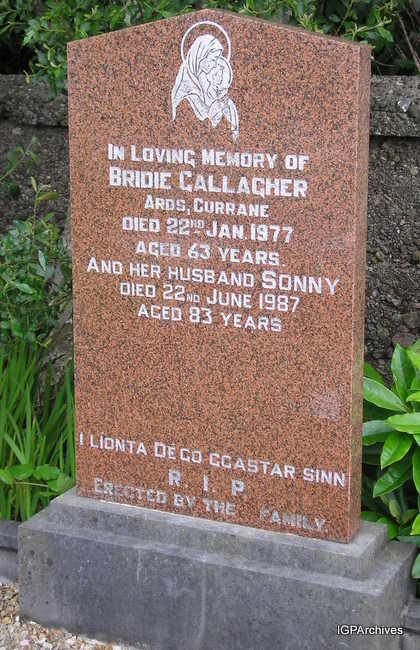 IN LOVING MEMORY OF
BRIDIE GALLAGHER
ARDS, CURRANE
DIED 22ND JAN 1977
AGED 63 YEARS
AND HER HUSBAND SONNY
DIED 22ND JUNE 1987
AGED 83 YEARS
I LÍONTA DÉ GO GCASTAR SINN
R I P
ERECTED BY THE FAMILY
IGPArchives